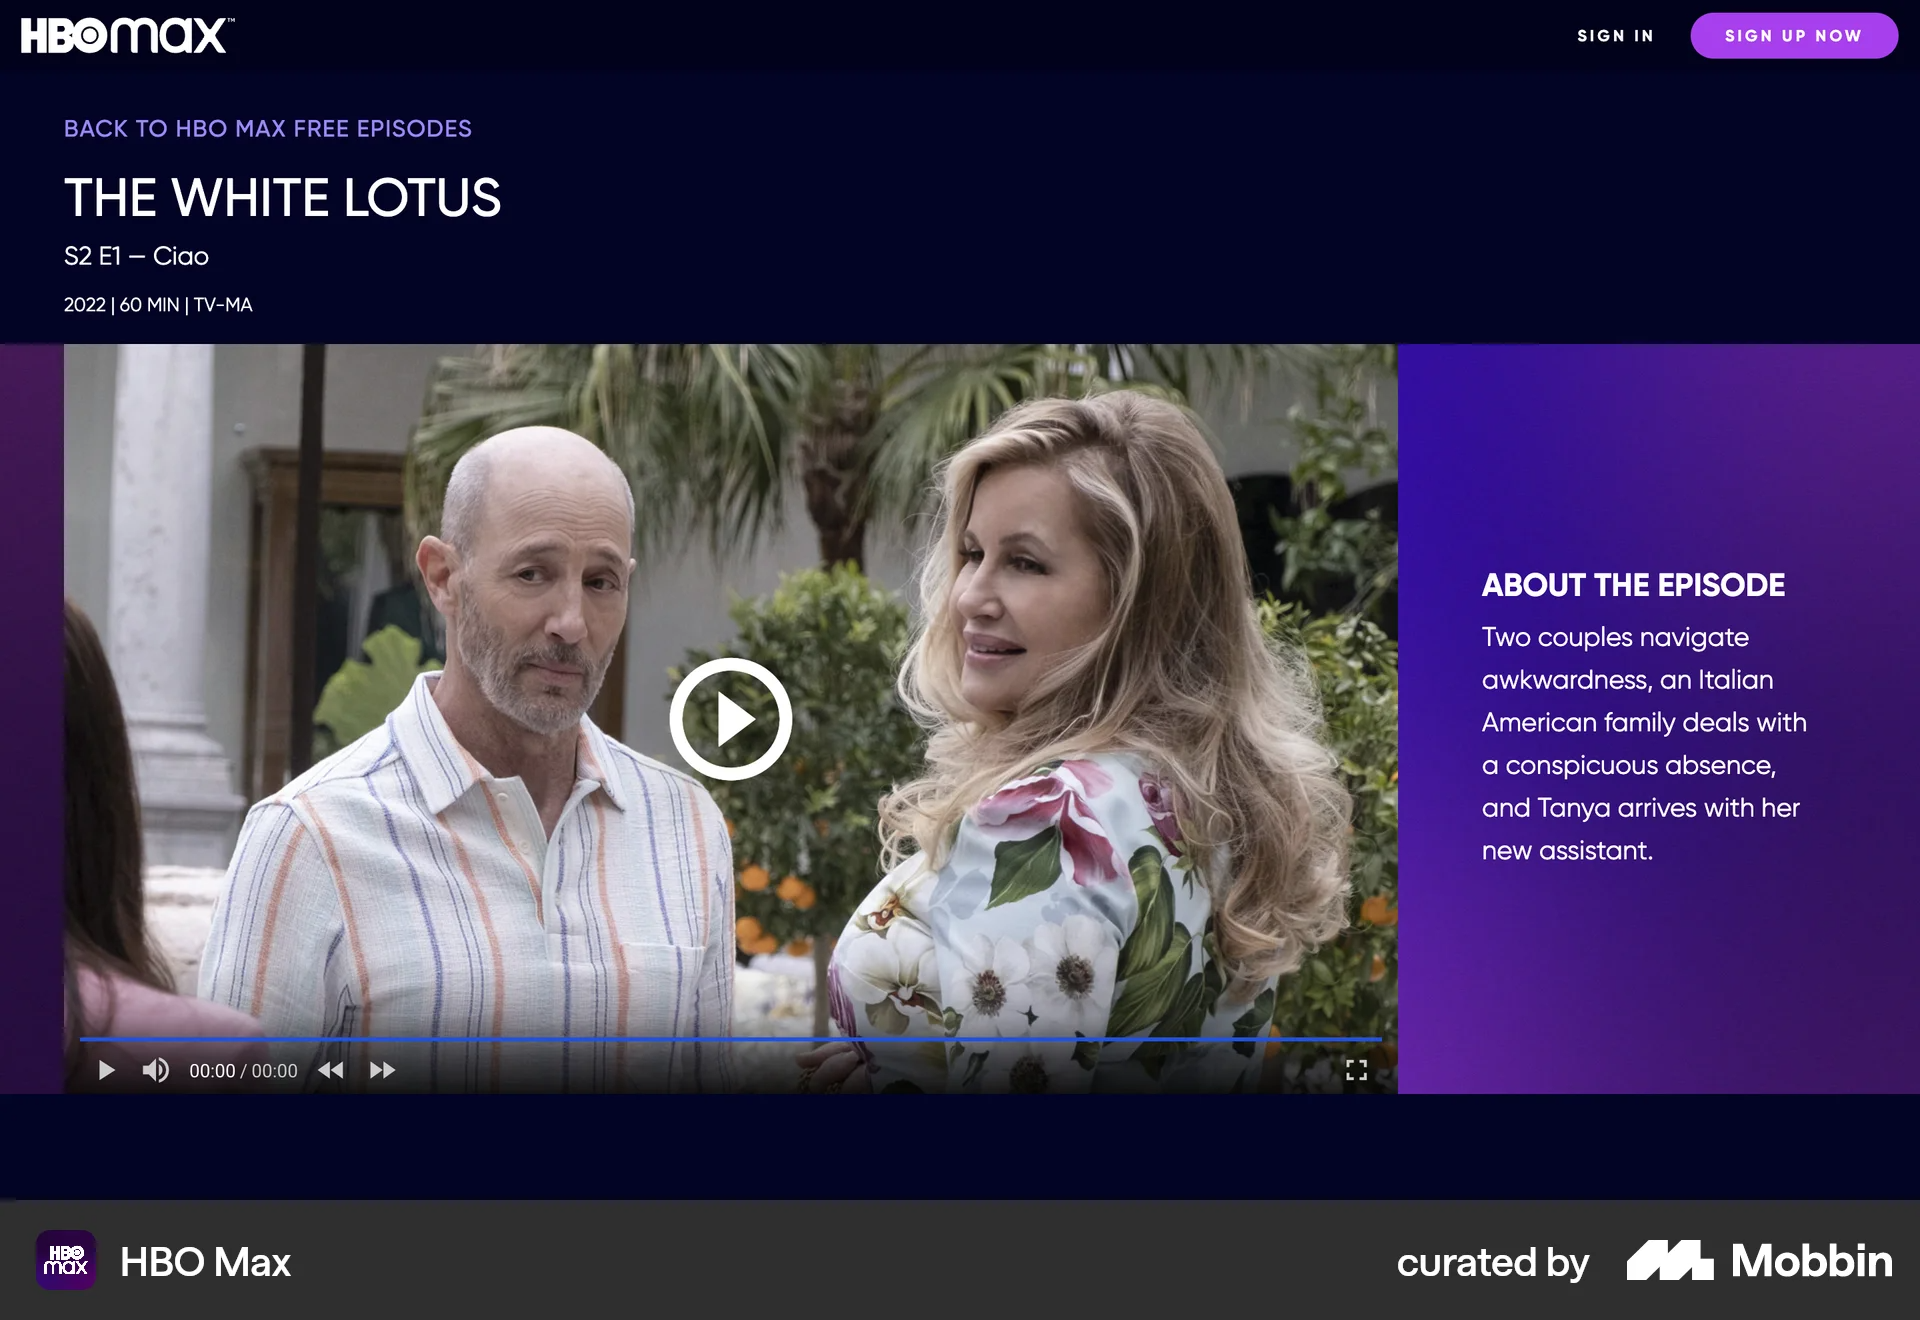 HBOmax™
SIGN IN
SIGN UP NOW
BACK TO HBO MAX FREE EPISODES
THE WHITE LOTUS
S2 E1 – Ciao
2022 | 60 MIN | TV-MA
ABOUT THE EPISODE
Two couples navigate
awkwardness, an Italian
American family deals with
a conspicuous absence,
and Tanya arrives with her
new assistant.
00:00 / 00:00
HBO
max
HBO Max
curated by
Mobbin